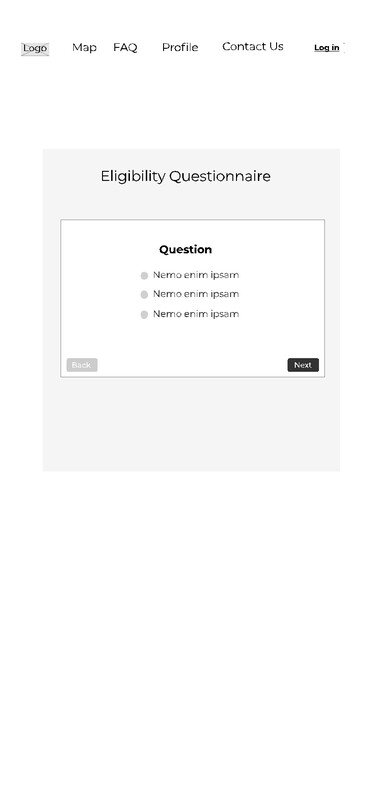 Logo Map FAQ Profile Contact Us Log in
Eligibility Questionnaire
Question
Nemo enim ipsam
Nemo enim ipsam
Nemo enim ipsam
Back Next